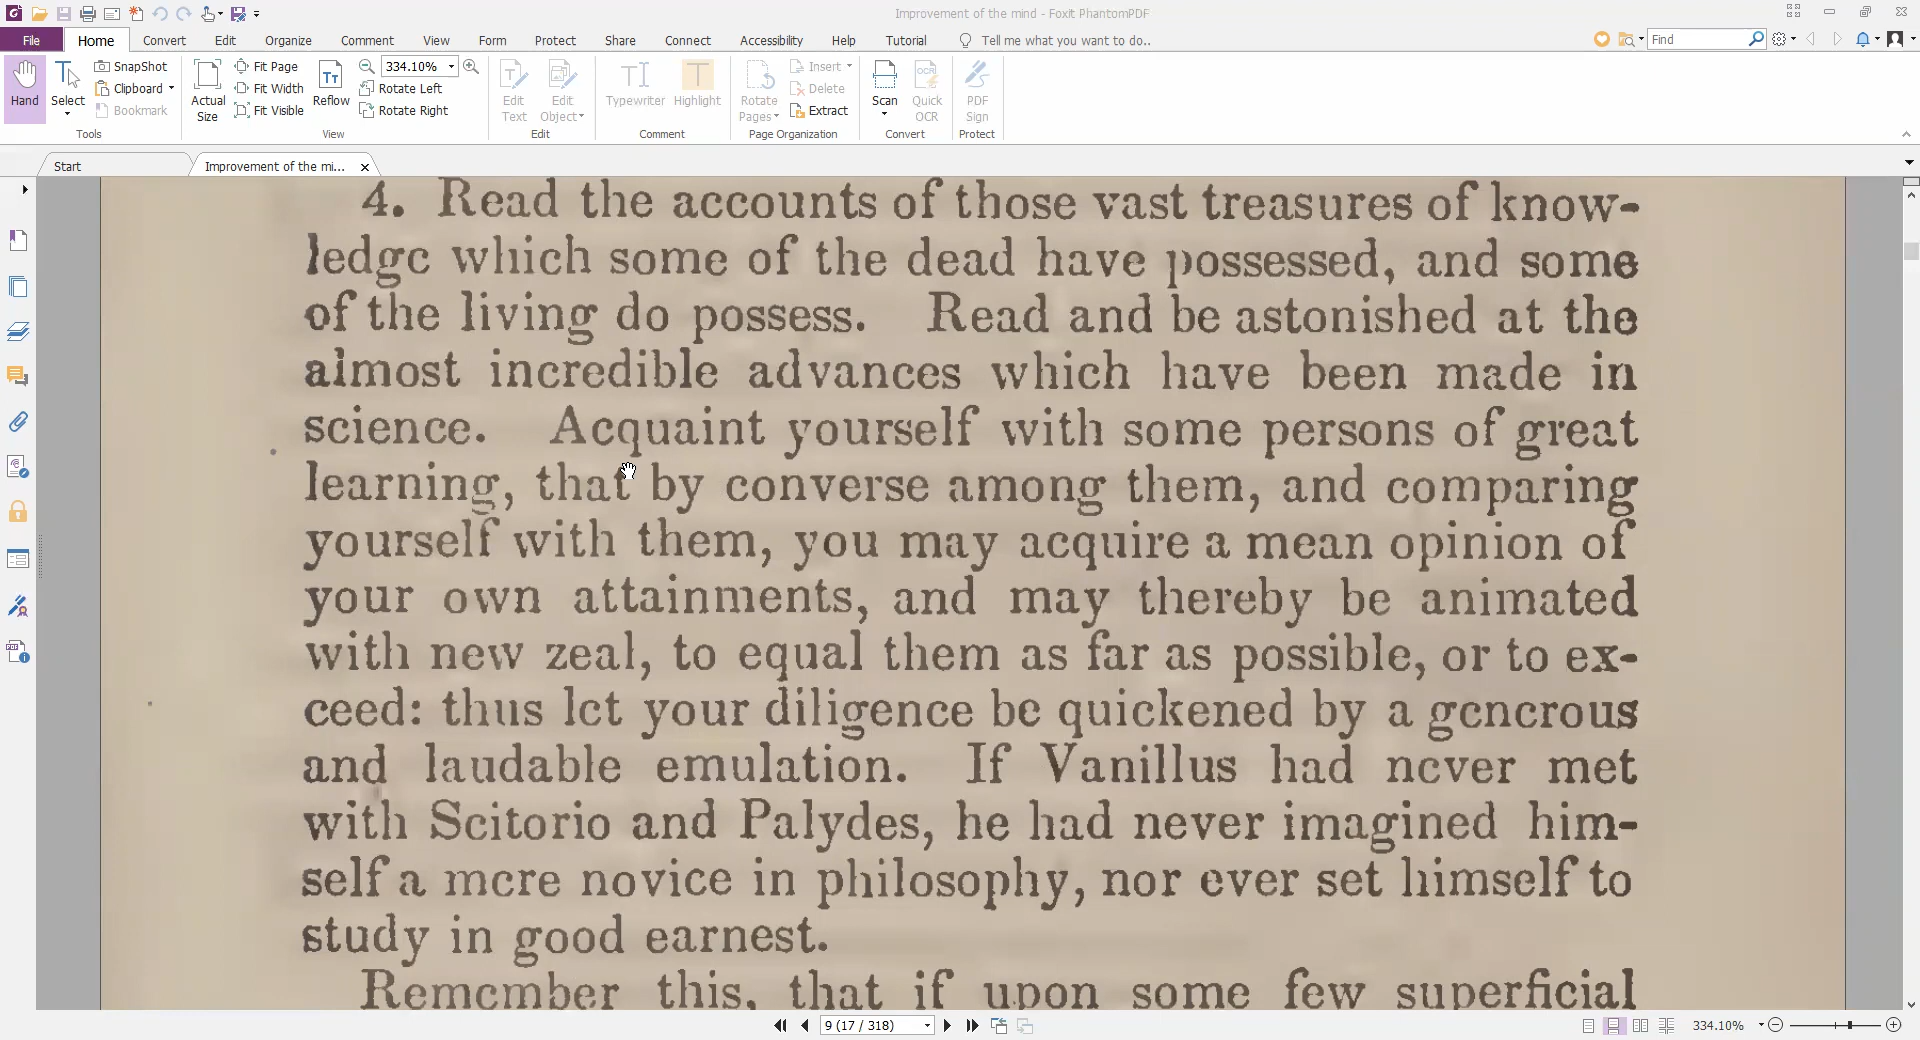 Improvement of the mind - Foxit PhantomPDF
File Home Convert Edit Organize Comment View Form Protect Share Connect Accessibility Help Tutorial Tell me what you want to do.. Find
Hand
Select
SnapShot
Clipboard
Bookmark
Tools
Actual Size
Fit Page
Fit Width
Fit Visible
Reflow
334.10%
Rotate Left
Rotate Right
View
Edit Text
Edit Object
Edit
Typewriter
Highlight
Comment
Rotate Pages
Insert
Delete
Extract
Page Organization
Scan
Quick OCR
Convert
PDF Sign
Protect
Start
Improvement of the mi...
4. Read the accounts of those vast treasures of know-
ledge which some of the dead have possessed, and some
of the living do possess. Read and be astonished at the
almost incredible advances which have been made in
science. Acquaint yourself with some persons of great
learning, that by converse among them, and comparing
yourself with them, you may acquire a mean opinion of
your own attainments, and may thereby be animated
with new zeal, to equal them as far as possible, or to ex-
ceed: thus let your diligence be quickened by a generous
and laudable emulation. If Vanillus had never met
with Scitorio and Palydes, he had never imagined him-
self a mere novice in philosophy, nor ever set himself to
study in good earnest.
Remember this, that if upon some few superficial
9 (17 / 318)
334.10%